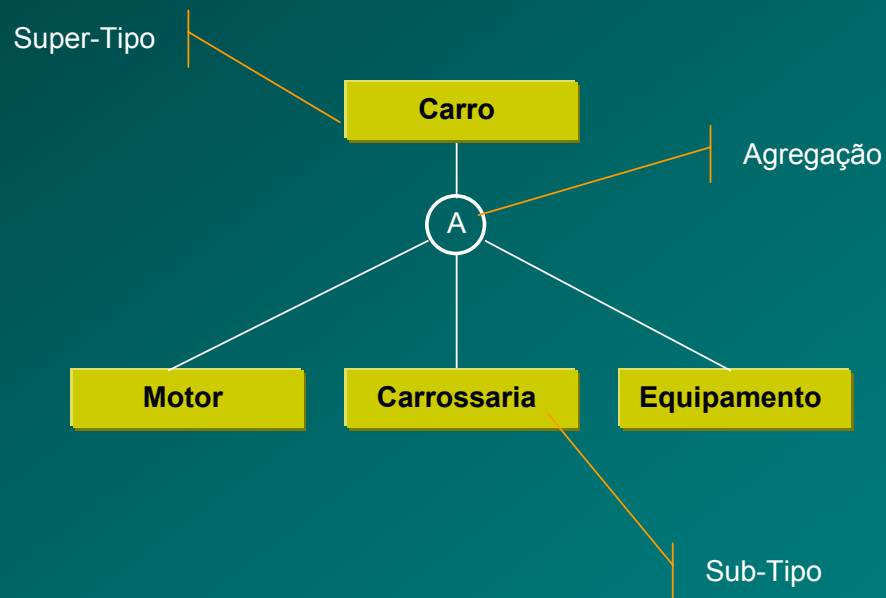 Super-Tipo
Carro
Agregação
A
Motor
Carrossaria
Equipamento
Sub-Tipo